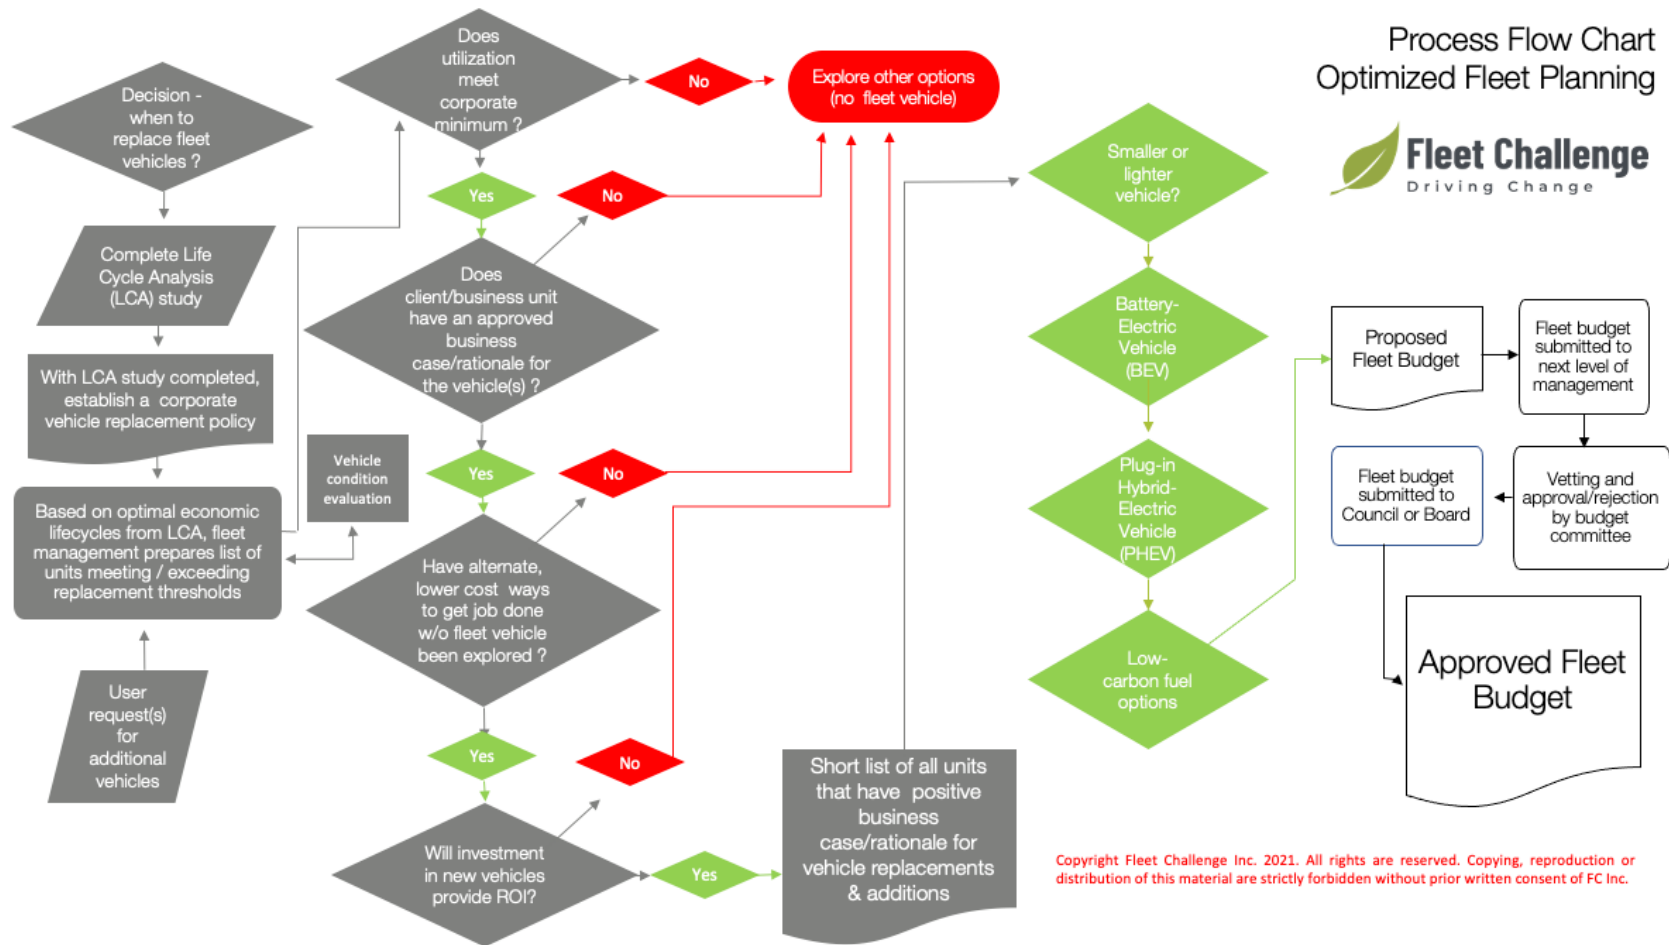 Process Flow Chart
Optimized Fleet Planning
Fleet Challenge
Driving Change
Decision -
when to
replace fleet
vehicles ?
Complete Life
Cycle Analysis
(LCA) study
With LCA study completed,
establish a corporate
vehicle replacement policy
Based on optimal economic
lifecycles from LCA, fleet
management prepares list of
units meeting / exceeding
replacement thresholds
Vehicle
condition
evaluation
User
request(s)
for
additional
vehicles
Does
utilization
meet
corporate
minimum ?
No
Explore other options
(no fleet vehicle)
Yes
No
Does
client/business unit
have an approved
business
case/rationale for
the vehicle(s) ?
Yes
No
Have alternate,
lower cost ways
to get job done
w/o fleet vehicle
been explored ?
Yes
No
Will investment
in new vehicles
provide ROI?
Yes
Short list of all units
that have positive
business
case/rationale for
vehicle replacements
& additions
Smaller or
lighter
vehicle?
Battery-
Electric
Vehicle
(BEV)
Plug-in
Hybrid-
Electric
Vehicle
(PHEV)
Low-
carbon fuel
options
Proposed
Fleet Budget
Fleet budget
submitted to
next level of
management
Vetting and
approval/rejection
by budget
committee
Fleet budget
submitted to
Council or Board
Approved Fleet
Budget
Copyright Fleet Challenge Inc. 2021. All rights are reserved. Copying, reproduction or
distribution of this material are strictly forbidden without prior written consent of FC Inc.